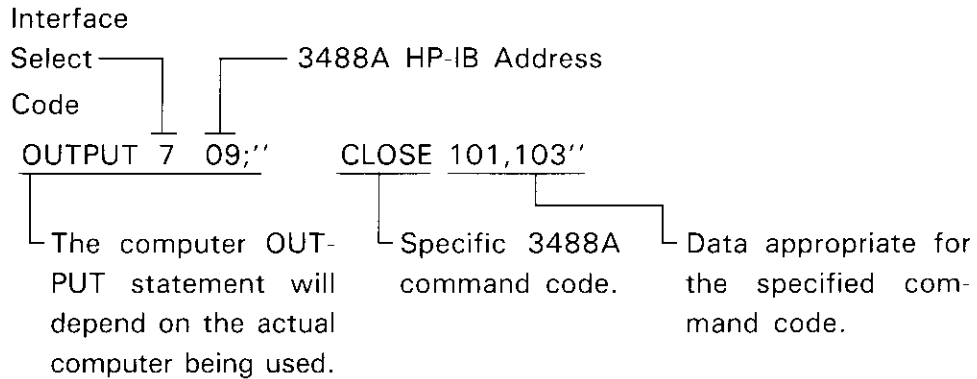 Interface
Select 3488A HP-IB Address
Code
OUTPUT 7 09;'' CLOSE 101,103''
The computer OUT-
PUT statement will
depend on the actual
computer being used.
Specific 3488A
command code.
Data appropriate for
the specified com-
mand code.